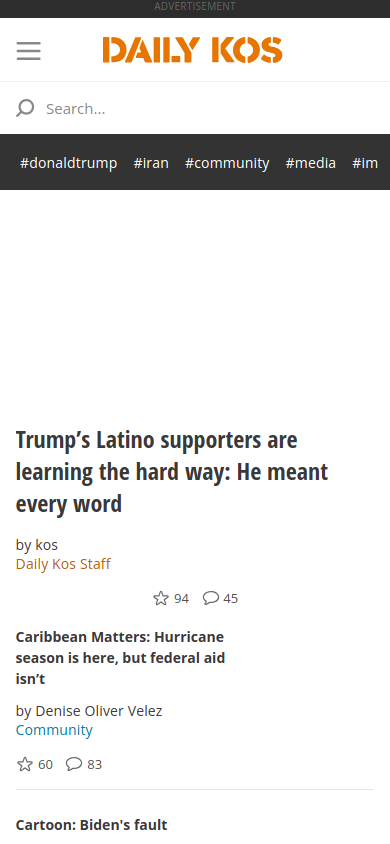 ADVERTISEMENT
DAILY KOS
Search...
#donaldtrump #iran #community #media #im
Trump’s Latino supporters are
learning the hard way: He meant
every word
by kos
Daily Kos Staff
94 45
Caribbean Matters: Hurricane
season is here, but federal aid
isn’t
by Denise Oliver Velez
Community
60 83
Cartoon: Biden's fault